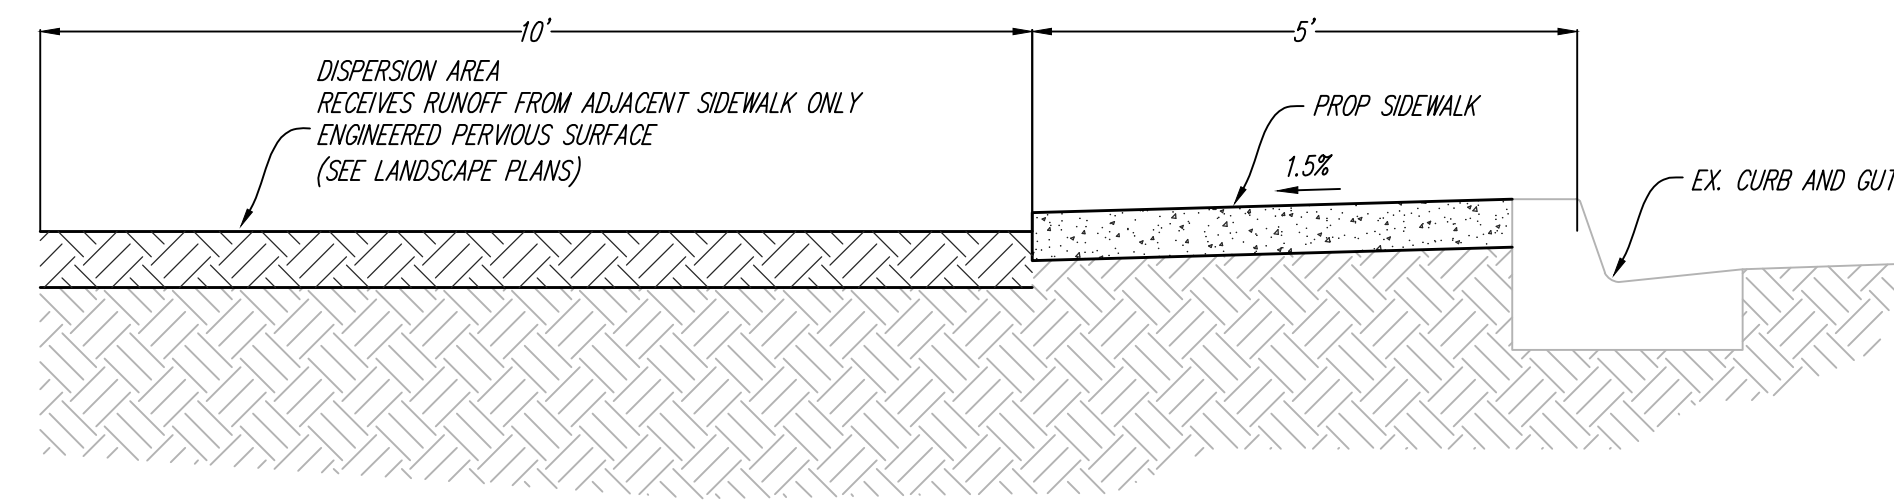 10'
5'
DISPERSION AREA
RECEIVES RUNOFF FROM ADJACENT SIDEWALK ONLY
ENGINEERED PERVIOUS SURFACE
(SEE LANDSCAPE PLANS)
PROP SIDEWALK
1.5%
EX. CURB AND GUT